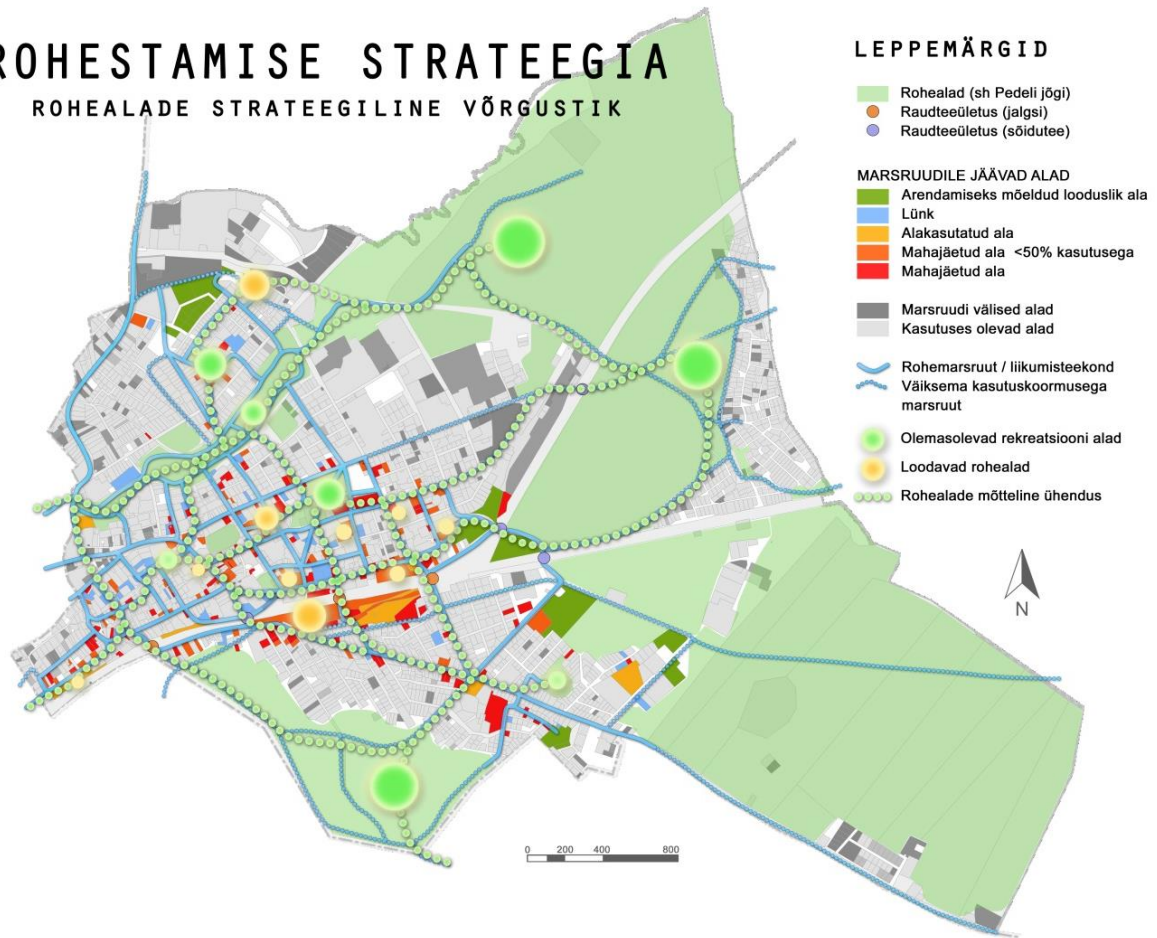 ROHESTAMISE STRATEEGIA
ROHEALADE STRATEEGILINE VÕRGUSTIK
LEPPEMÄRGID
Rohealad (sh Pedeli jõgi)
Raudteeületus (jalgsi)
Raudteeületus (sõidutee)
MARSRUUDILE JÄÄVAD ALAD
Arendamiseks mõeldud looduslik ala
Lünk
Alakasutatud ala
Mahajäetud ala <50% kasutusega
Mahajäetud ala
Marsruudi välised alad
Kasutuses olevad alad
Rohemarsruut / liikumisteekond
Väiksema kasutuskoormusega
marsruut
Olemasolevad rekreatsiooni alad
Loodavad rohealad
Rohealade mõtteline ühendus
N
0 200 400 800